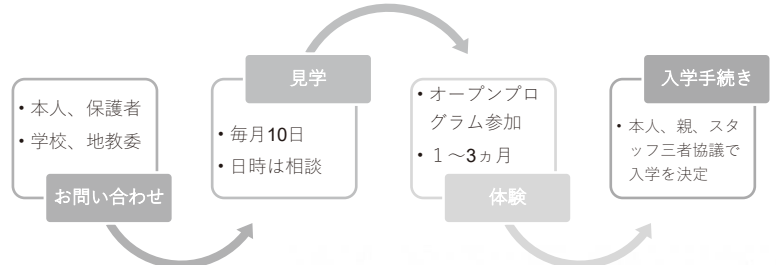 ・本人、保護者
・学校、地教委
お問い合わせ
見学
・毎月10日
・日時は相談
・オープンプロ
グラム参加
・１～3ヵ月
体験
入学手続き
・本人、親、スタ
ッフ三者協議で
入学を決定